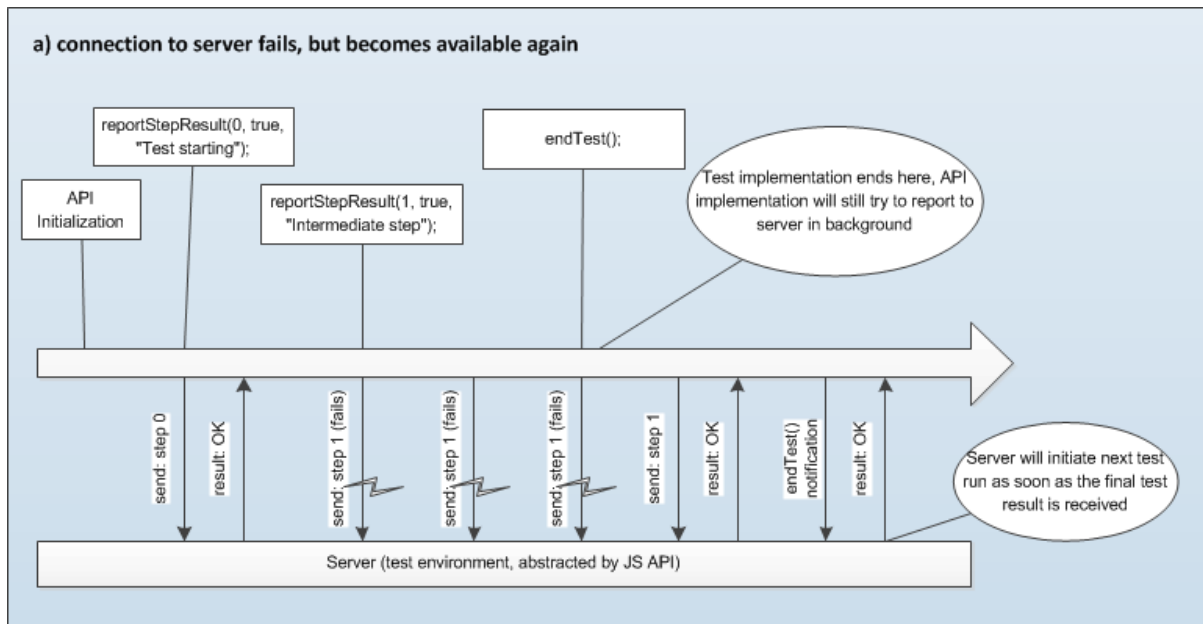 a) connection to server fails, but becomes available again
reportStepResult(0, true,
"Test starting");
endTest();
API
Initialization
reportStepResult(1, true,
"Intermediate step");
Test implementation ends here, API
implementation will still try to report to
server in background
send: step 0
result: OK
send: step 1 (fails)
send: step 1 (fails)
send: step 1 (fails)
send: step 1
result: OK
endTest()
notification
result: OK
Server will initiate next test
run as soon as the final test
result is received
Server (test environment, abstracted by JS API)